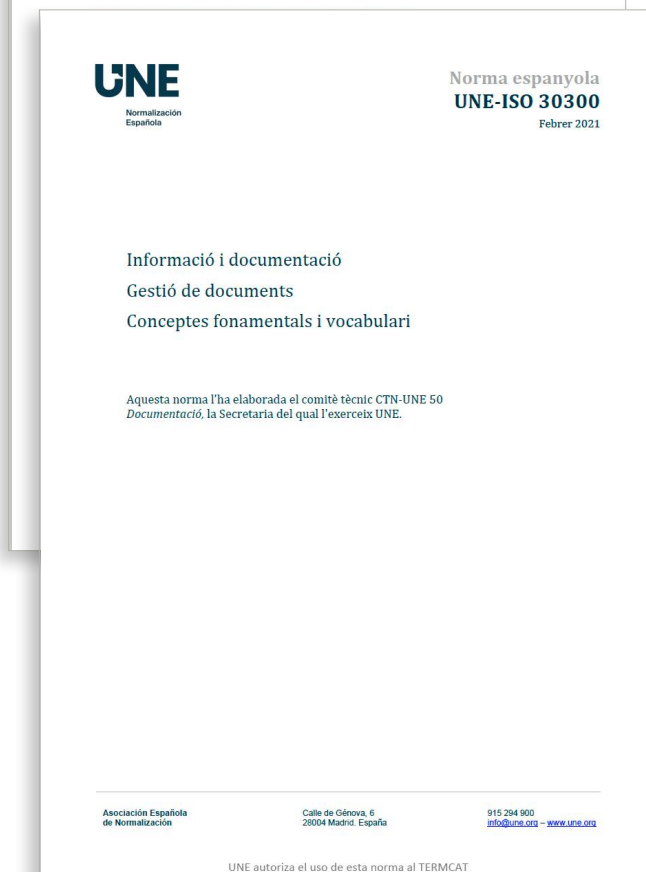 UNE
Normalización
Española
Norma espanyola
UNE-ISO 30300
Febrer 2021
Informació i documentació
Gestió de documents
Conceptes fonamentals i vocabulari
Aquesta norma l'ha elaborada el comitè tècnic CTN-UNE 50
Documentació, la Secretaria del qual l'exerceix UNE.
Asociación Española
de Normalización
Calle de Génova, 6
28004 Madrid. España
915 294 900
info@une.org – www.une.org
UNE autoriza el uso de esta norma al TERMCAT